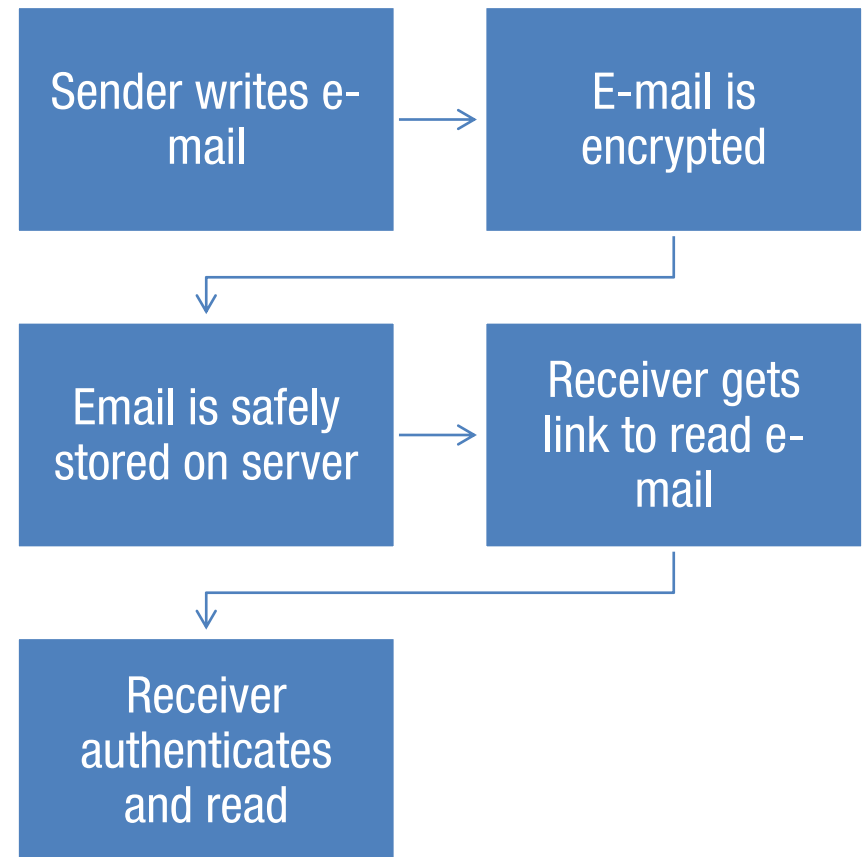 Sender writes e-
mail
E-mail is
encrypted
Email is safely
stored on server
Receiver gets
link to read e-
mail
Receiver
authenticates
and read